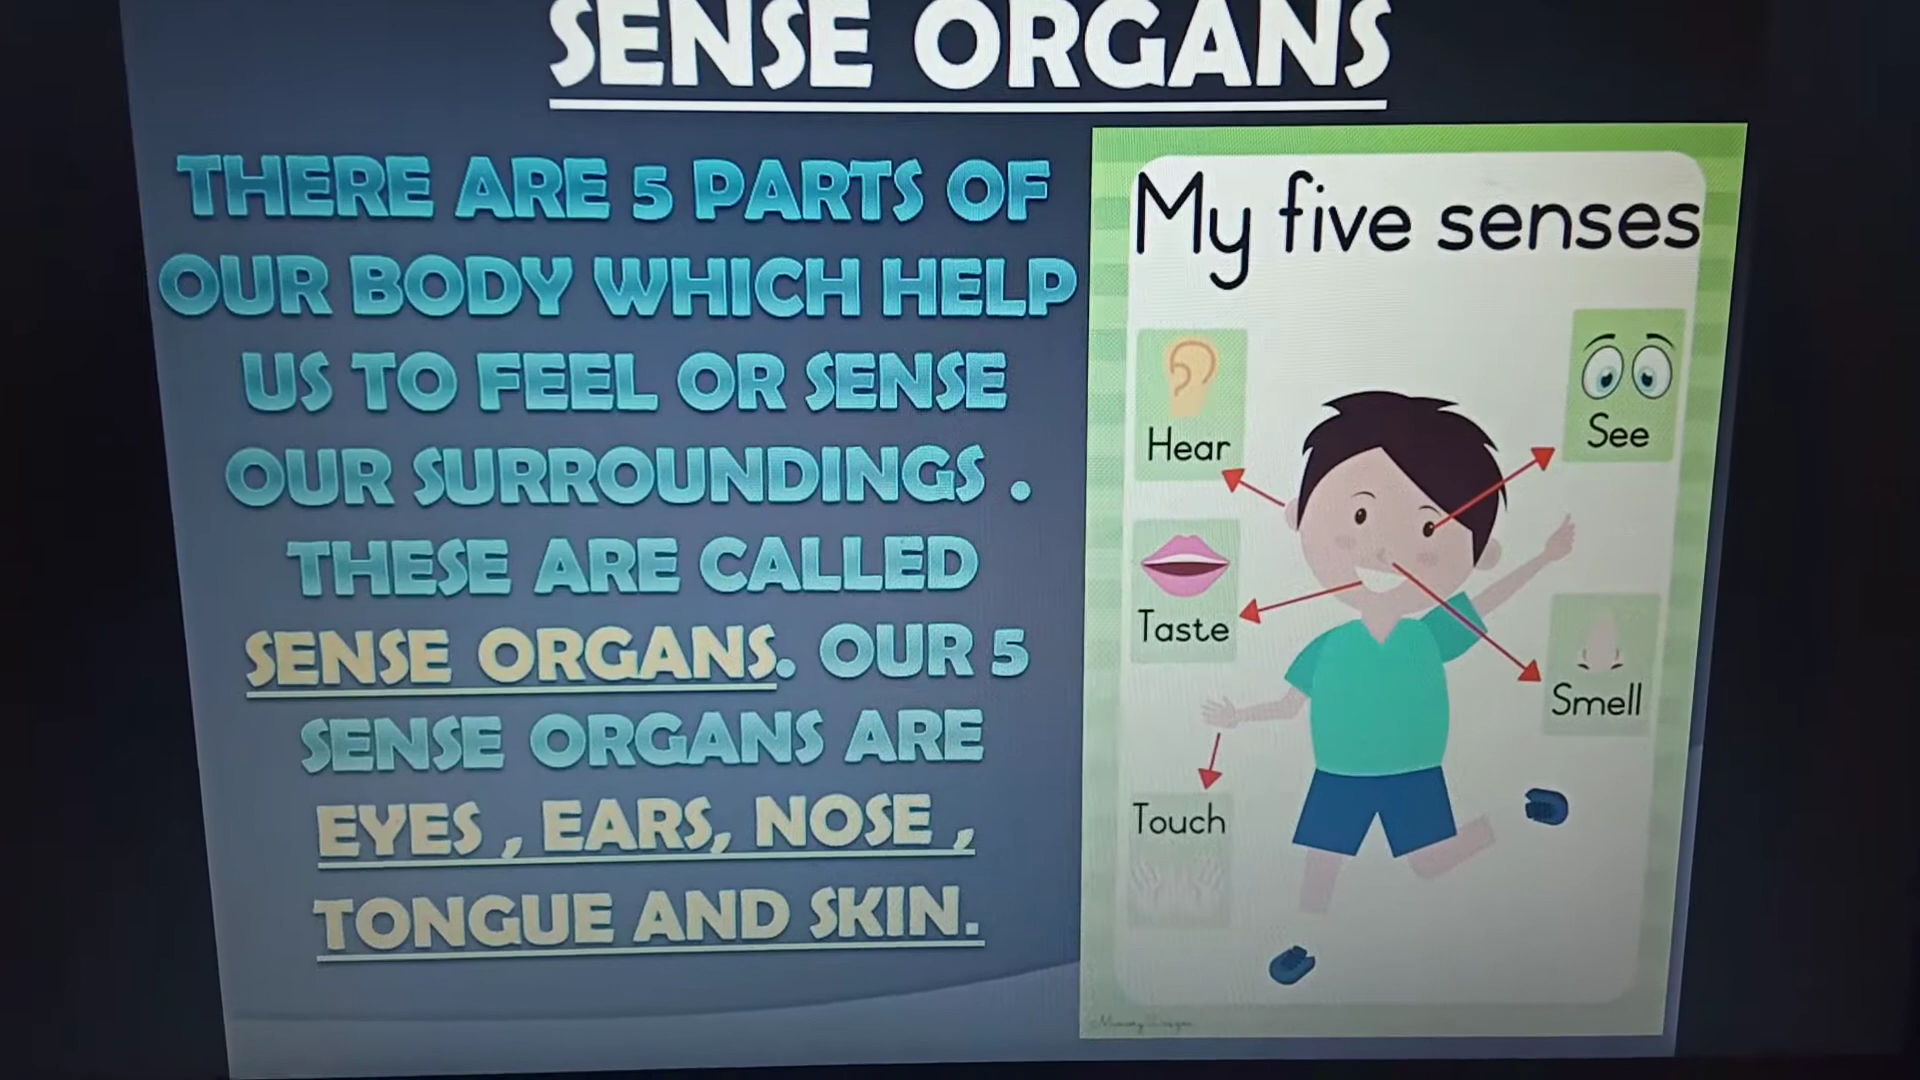 SENSE ORGANS
THERE ARE 5 PARTS OF
OUR BODY WHICH HELP
US TO FEEL OR SENSE
OUR SURROUNDINGS .
THESE ARE CALLED
SENSE ORGANS. OUR 5
SENSE ORGANS ARE
EYES , EARS, NOSE ,
TONGUE AND SKIN.
My five senses
Hear
See
Taste
Smell
Touch